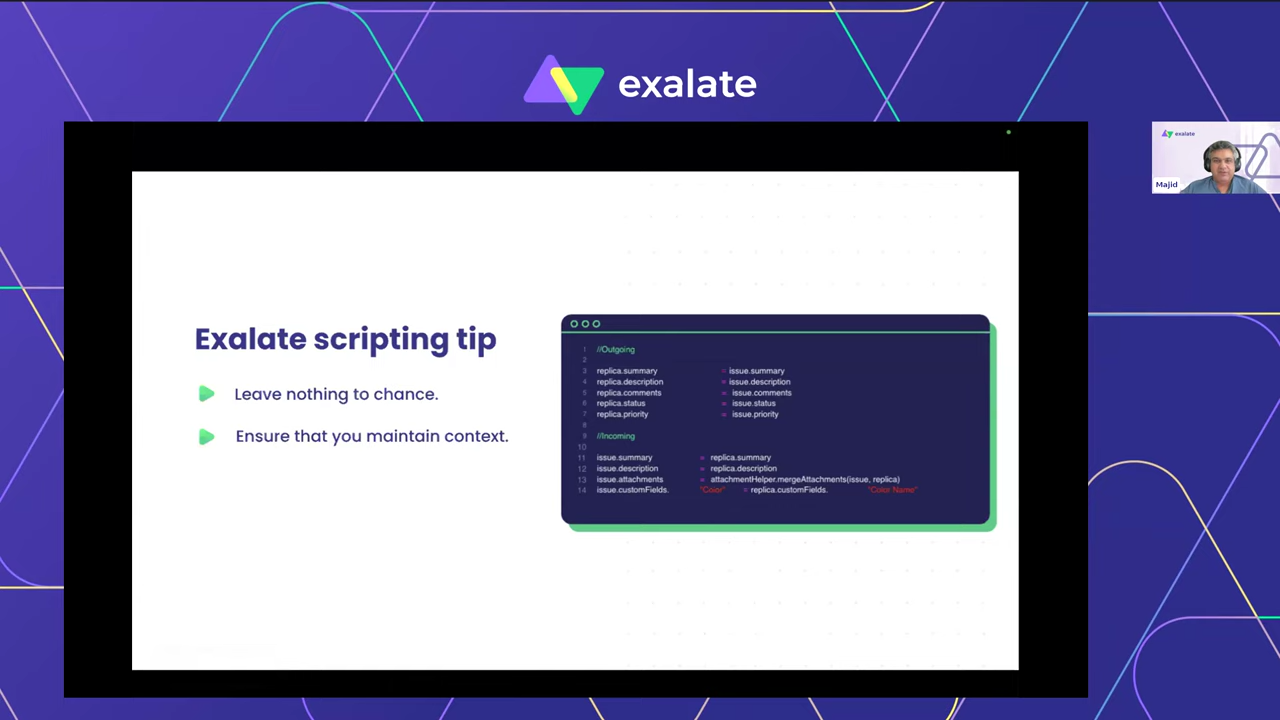 exalate
exalate
Majid
Exalate scripting tip
Leave nothing to chance.
Ensure that you maintain context.
1 //Outgoing
2
3 replica.summary = issue.summary
4 replica.description = issue.description
5 replica.comments = issue.comments
6 replica.status = issue.status
7 replica.priority = issue.priority
8
9 //Incoming
10
11 issue.summary = replica.summary
12 issue.description = replica.description
13 issue.attachments = attachmentHelper.mergeAttachments(issue, replica)
14 issue.customFields. "Color" = replica.customFields. "Color Name"